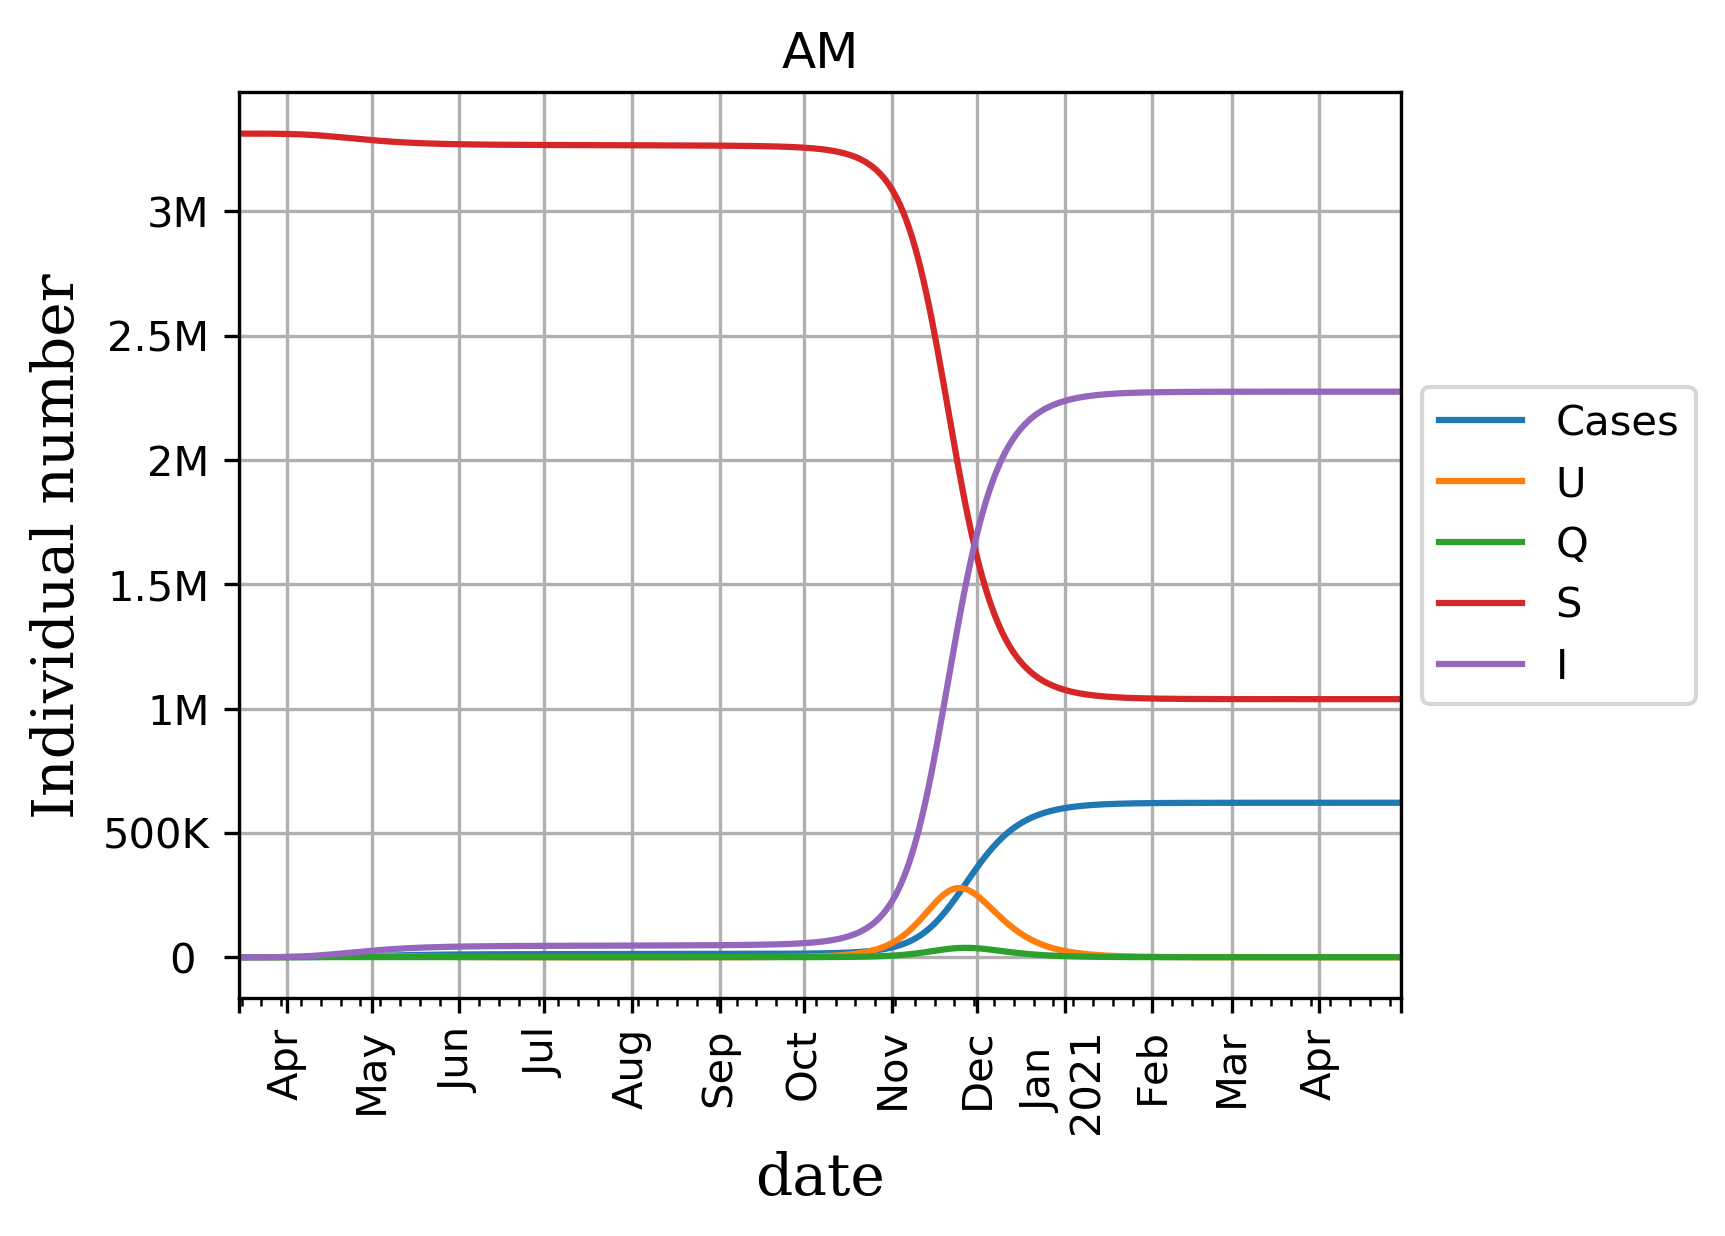 AM
Individual number
3M
2.5M
2M
1.5M
1M
500K
0
Apr
May
Jun
Jul
Aug
Sep
Oct
Nov
Dec
Jan
2021
Feb
Mar
Apr
date
Cases
U
Q
S
I